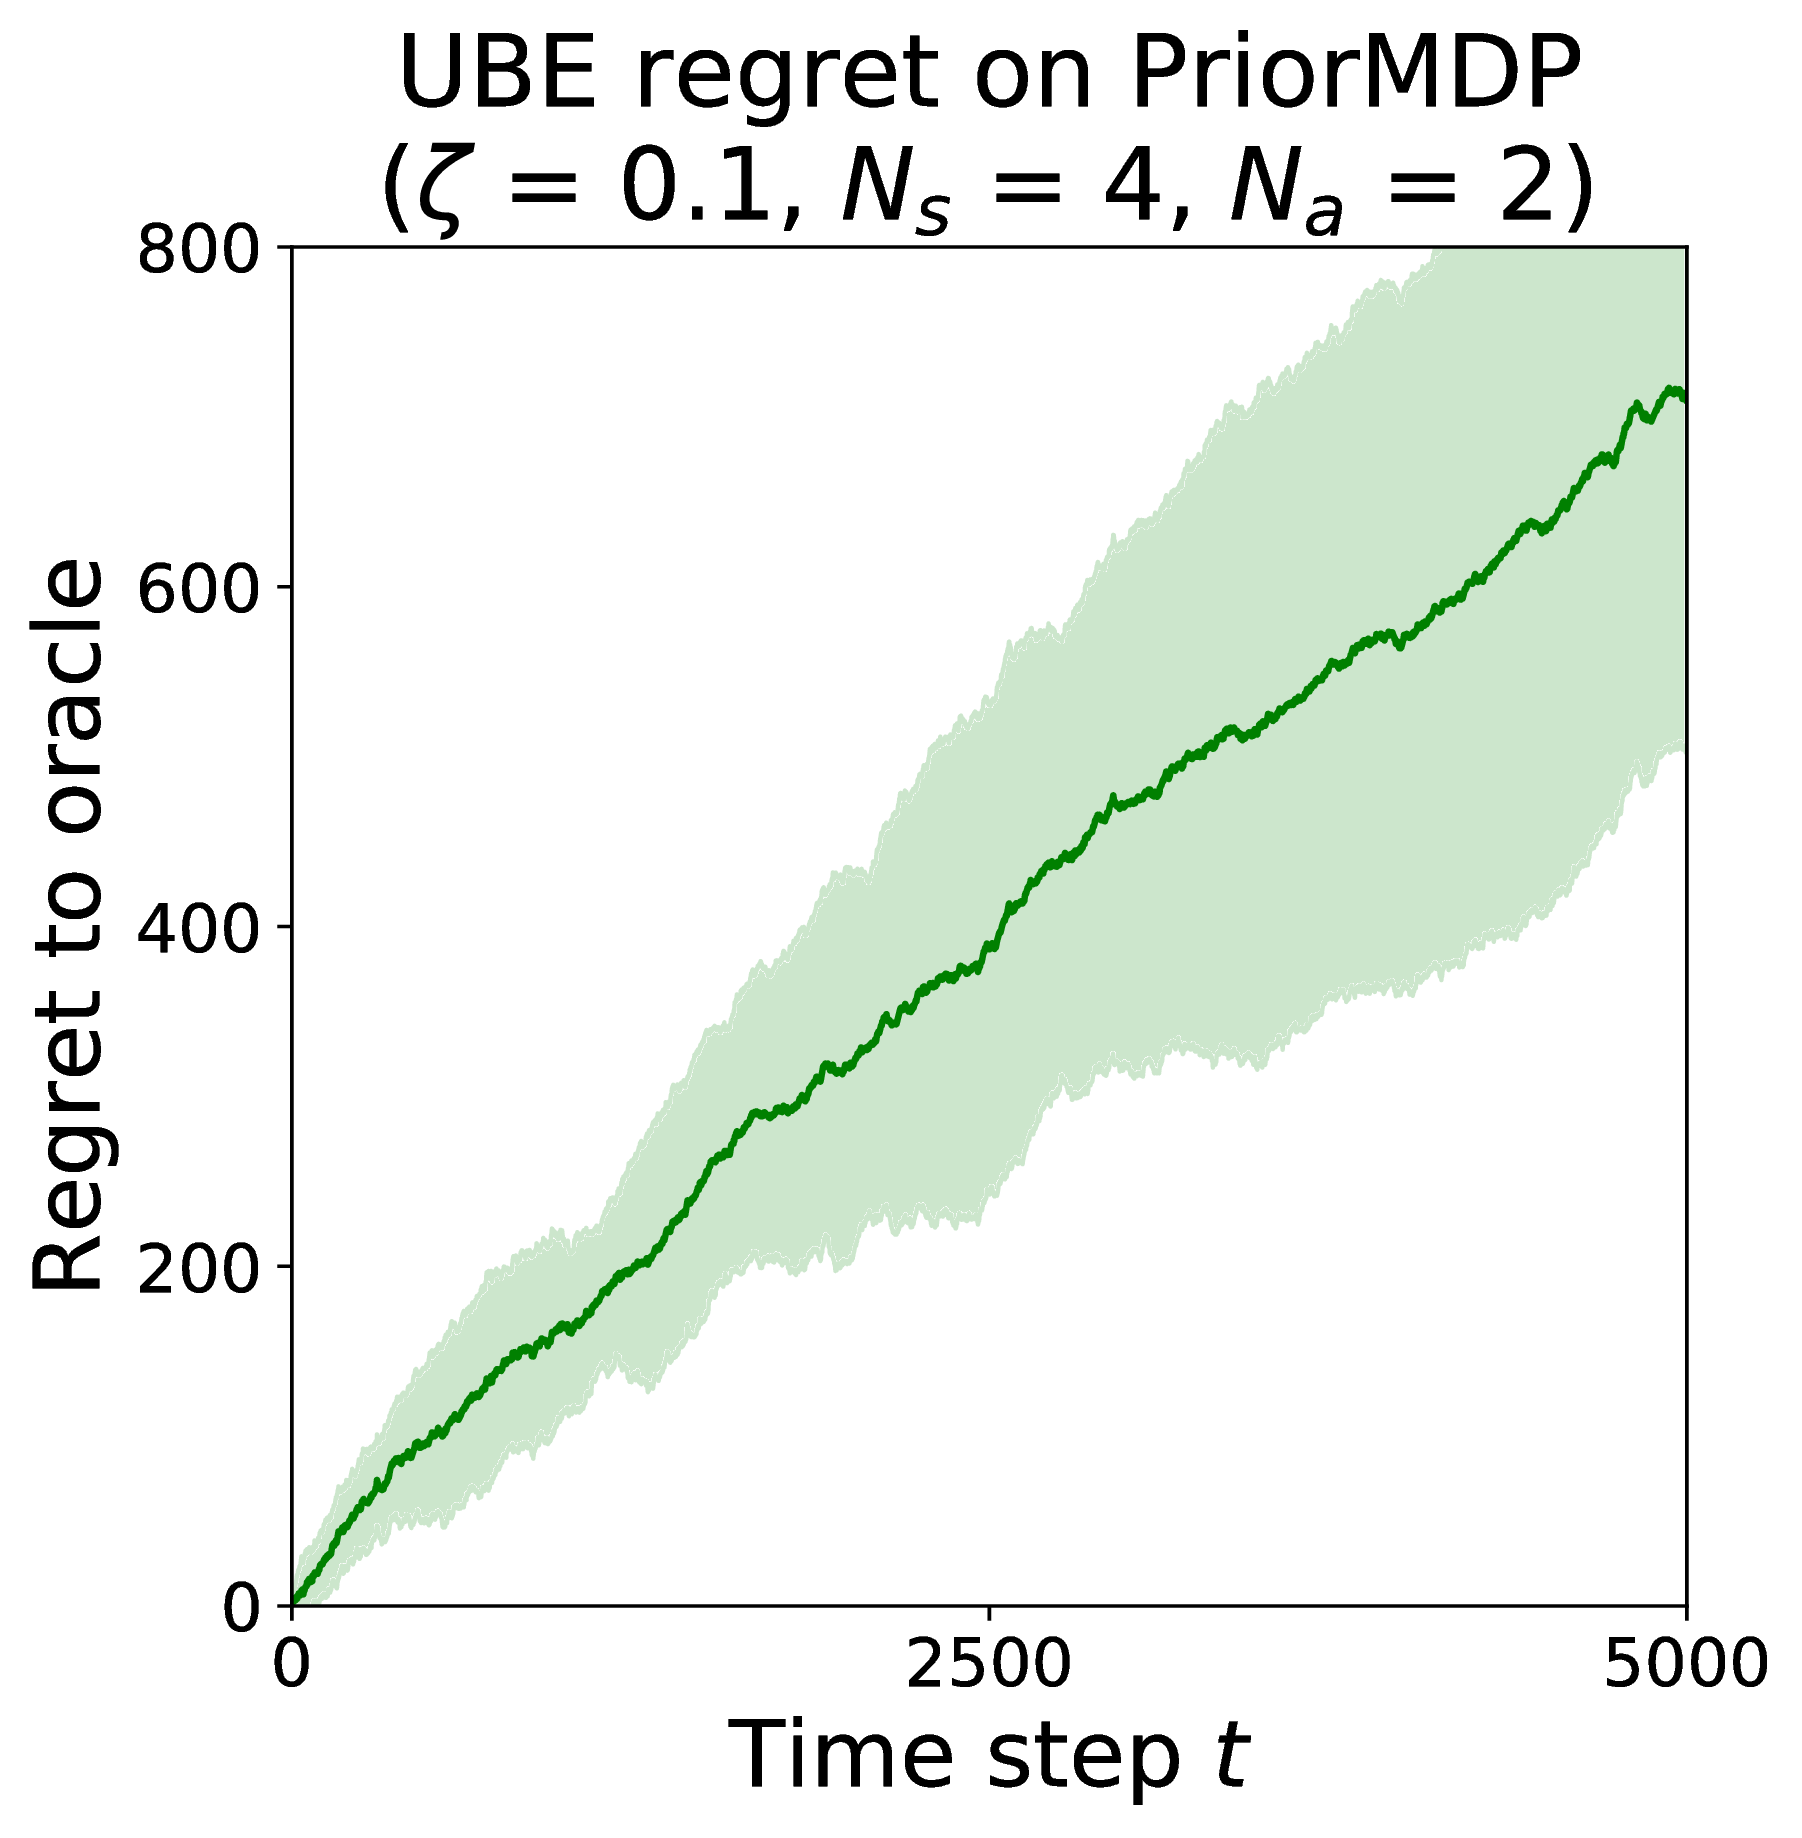 UBE regret on PriorMDP
(ζ = 0.1, Nₛ = 4, Nₐ = 2)
800
600
400
200
0
Regret to oracle
0 2500 5000
Time step t